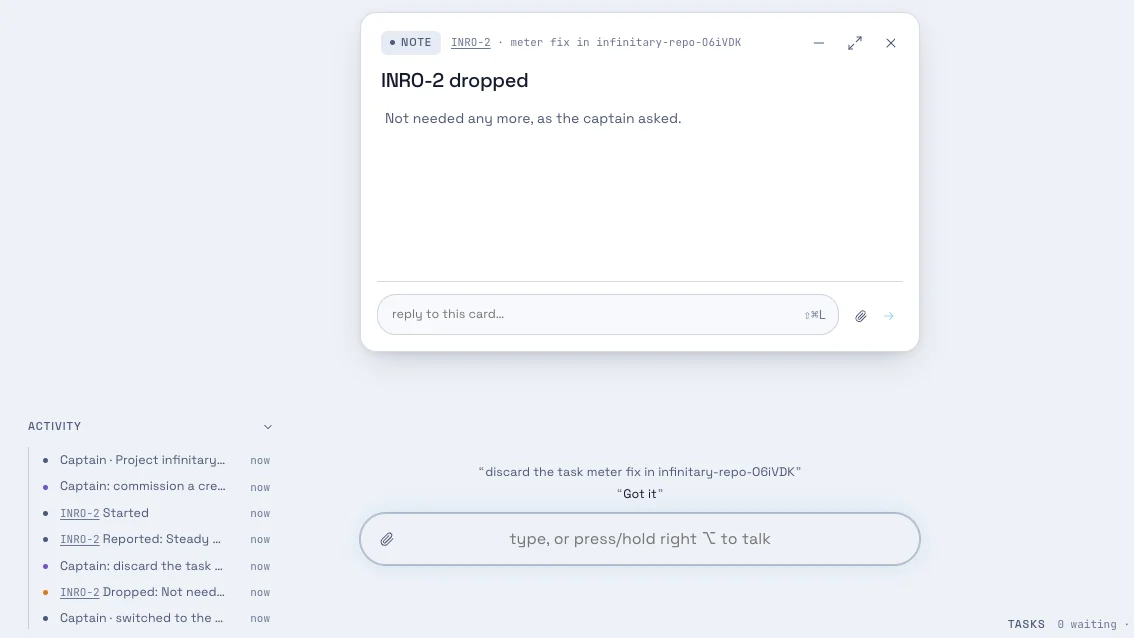 NOTE INRO-2 · meter fix in infinitary-repo-O6iVDK
INRO-2 dropped
Not needed any more, as the captain asked.
reply to this card… ⇧⌘L
ACTIVITY
Captain · Project infinitary… now
Captain: commission a cre… now
INRO-2 Started now
INRO-2 Reported: Steady … now
Captain: discard the task … now
INRO-2 Dropped: Not need… now
Captain · switched to the … now
“discard the task meter fix in infinitary-repo-O6iVDK”
“Got it”
type, or press/hold right ⌥ to talk
TASKS 0 waiting ·